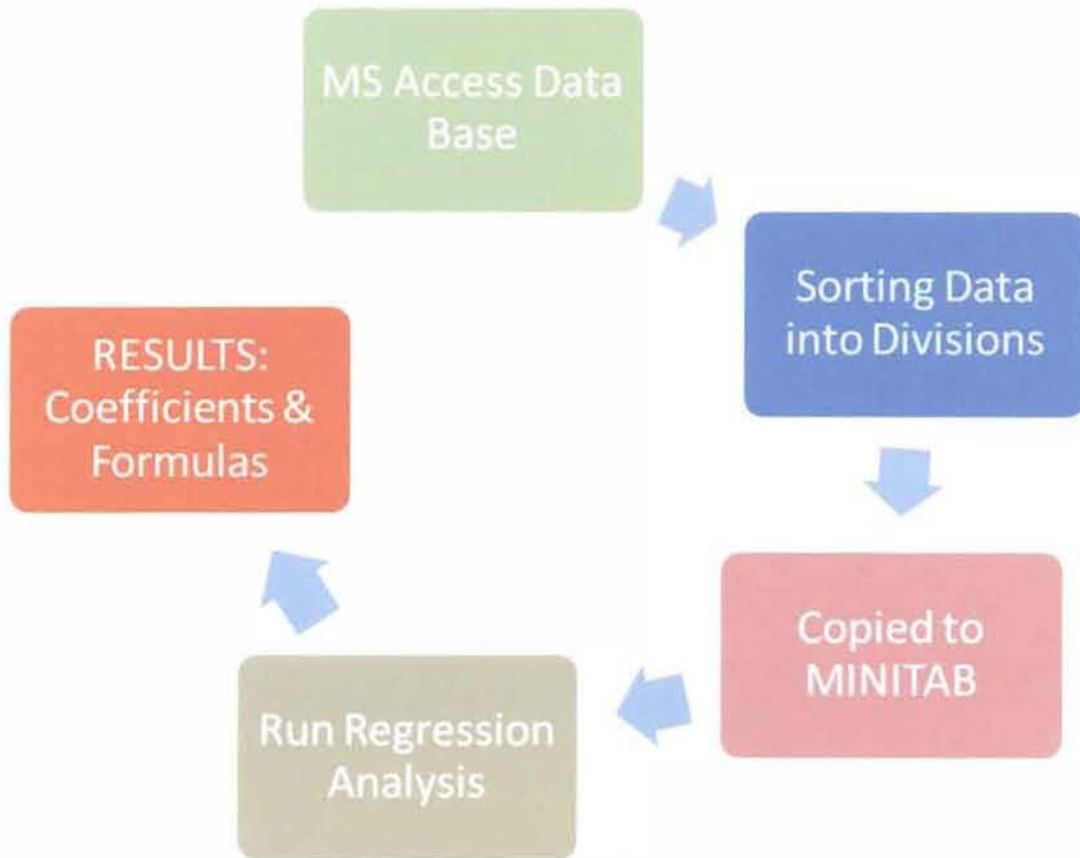 MS Access Data
Base
Sorting Data
into Divisions
Copied to
MINITAB
Run Regression
Analysis
RESULTS:
Coefficients &
Formulas